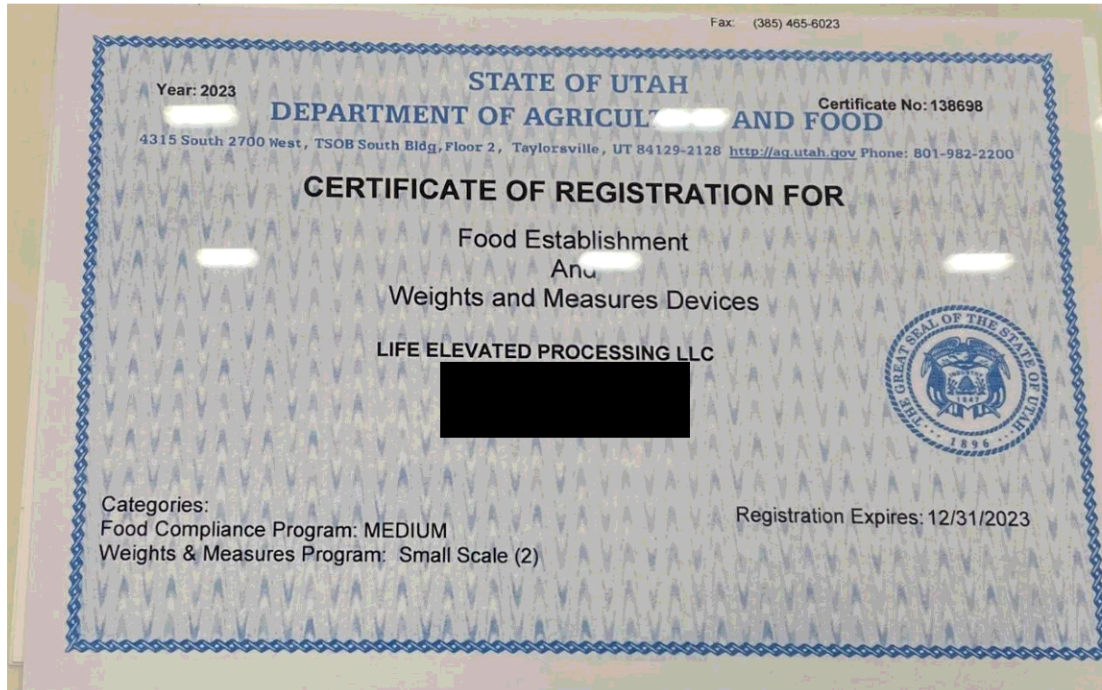 Fax: (385) 465-6023
Year: 2023
STATE OF UTAH
Certificate No: 138698
DEPARTMENT OF AGRICUL AND FOOD
4315 South 2700 West, TSOB South Bldg, Floor 2, Taylorsville, UT 84129-2128 http://ag.utah.gov Phone: 801-982-2200
CERTIFICATE OF REGISTRATION FOR
Food Establishment
And
Weights and Measures Devices
LIFE ELEVATED PROCESSING LLC
THE GREAT SEAL OF THE STATE OF UTAH
INDUSTRY
1847
1896
Categories:
Food Compliance Program: MEDIUM
Weights & Measures Program: Small Scale (2)
Registration Expires: 12/31/2023